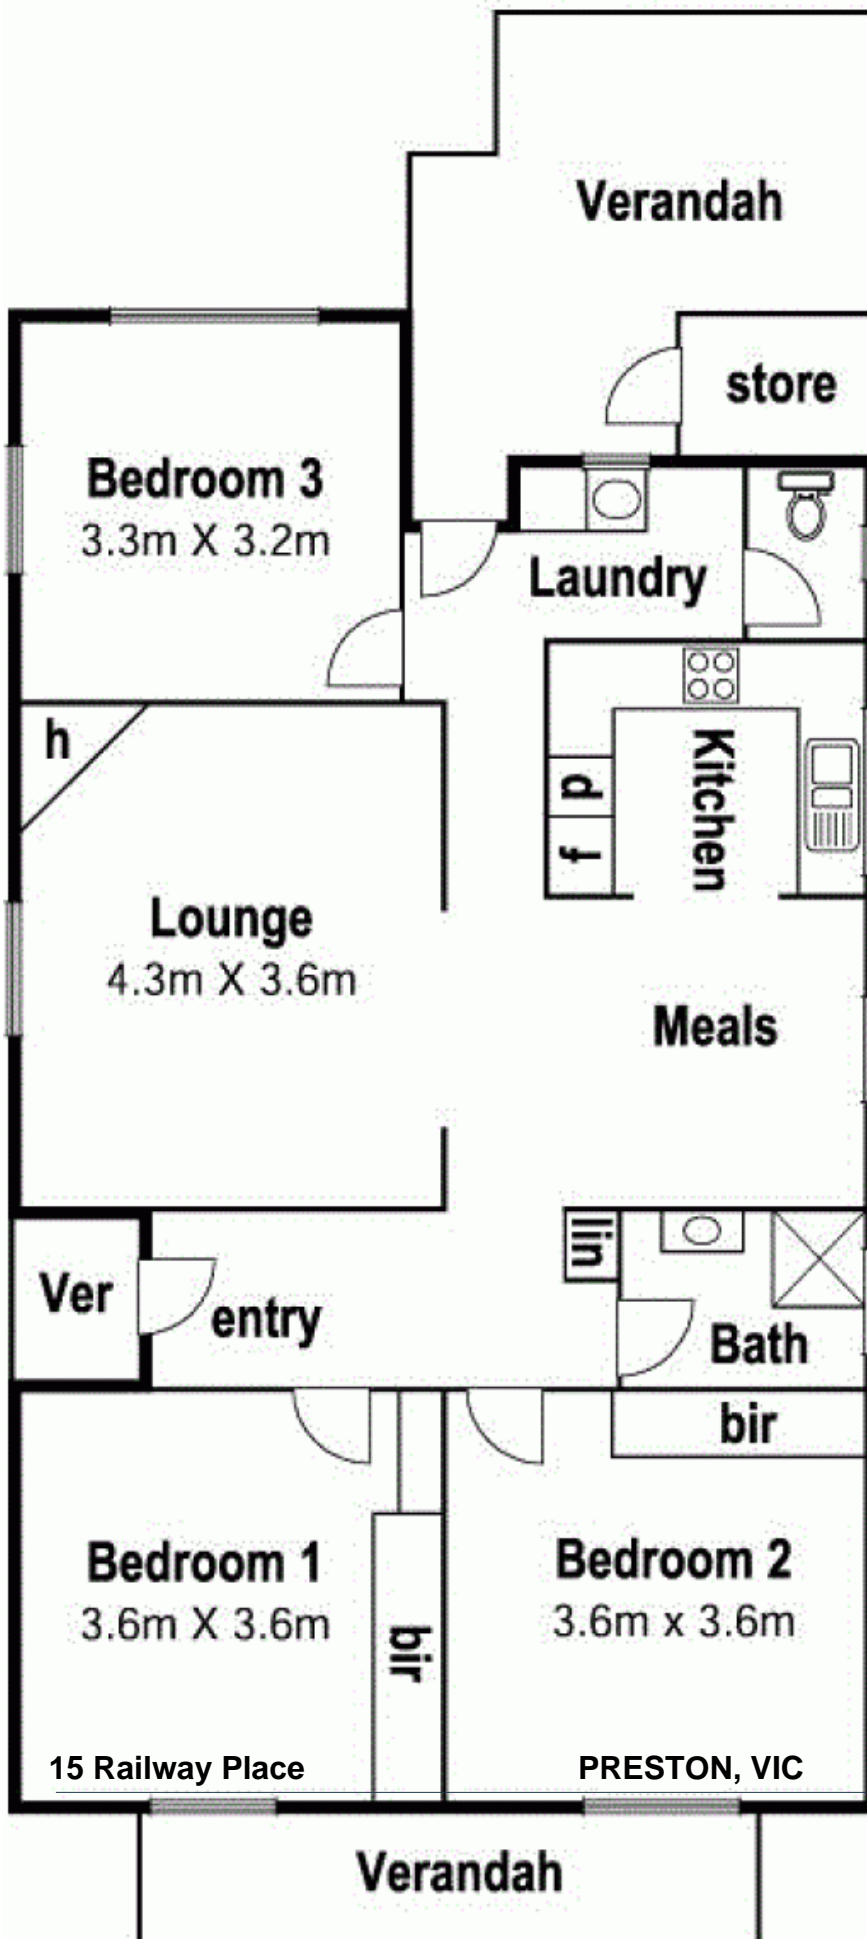 Verandah
store
Bedroom 3
3.3m X 3.2m
Laundry
h
Kitchen
d
f
Lounge
4.3m X 3.6m
Meals
lin
Ver
entry
Bath
bir
Bedroom 1
3.6m X 3.6m
bir
Bedroom 2
3.6m x 3.6m
15 Railway Place
PRESTON, VIC
Verandah